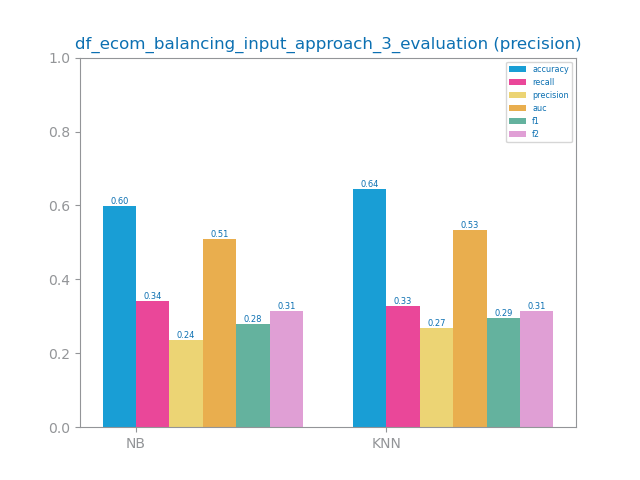 df_ecom_balancing_input_approach_3_evaluation (precision)
1.0
0.8
0.6
0.4
0.2
0.0
accuracy
recall
precision
auc
f1
f2
0.60
0.34
0.24
0.51
0.28
0.31
0.64
0.33
0.27
0.53
0.29
0.31
NB
KNN